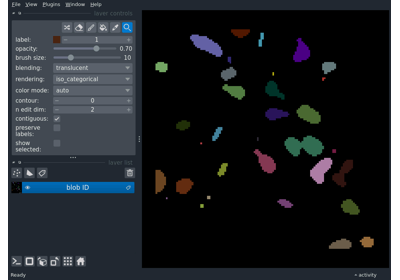 File View Plugins Window Help
layer controls
label: 1
opacity: 0.70
brush size: 10
blending: translucent
rendering: iso_categorical
color mode: auto
contour: 0
n edit dim: 2
contiguous:
preserve
labels:
show
selected:
layer list
blob ID
Ready
activity